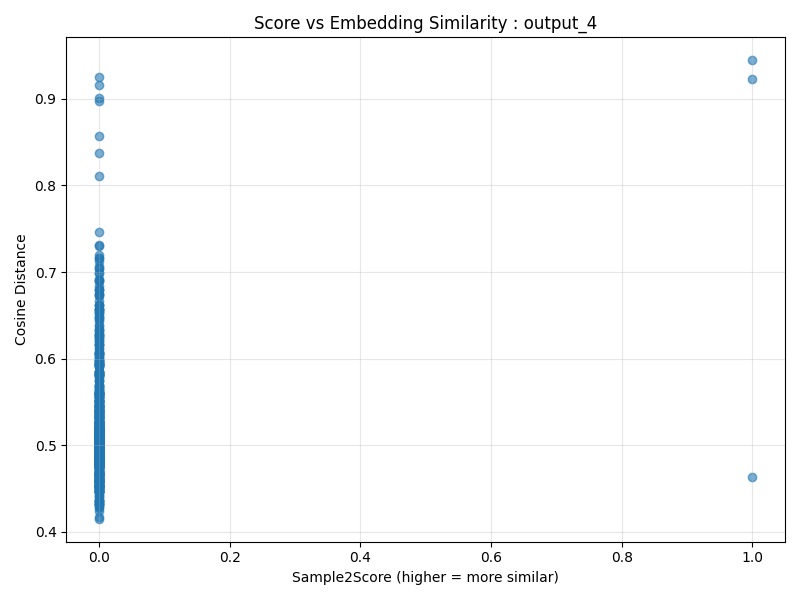 Score vs Embedding Similarity : output_4
Cosine Distance
0.9
0.8
0.7
0.6
0.5
0.4
0.0 0.2 0.4 0.6 0.8 1.0
Sample2Score (higher = more similar)